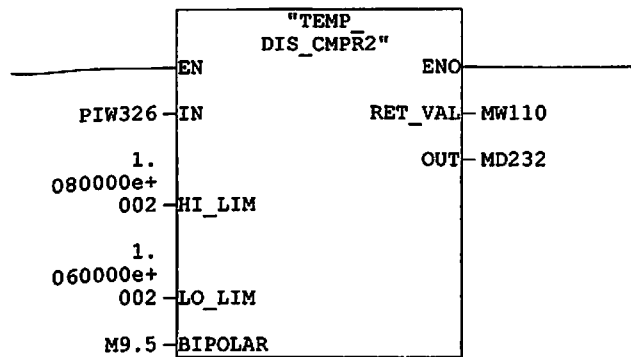 "TEMP_
DIS_CMPR2"
EN ENO
PIW326 IN RET_VAL MW110
1. OUT MD232
080000e+
002 HI_LIM
1.
060000e+
002 LO_LIM
M9.5 BIPOLAR